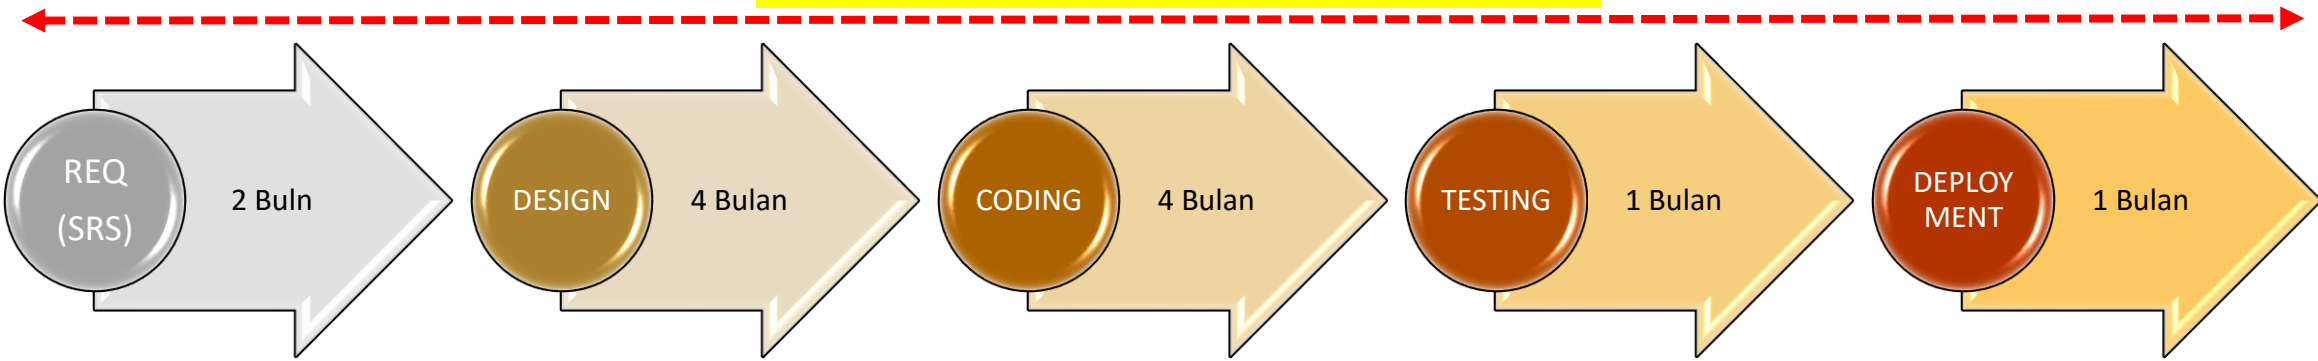 REQ
(SRS)
2 Buln
DESIGN
4 Bulan
CODING
4 Bulan
TESTING
1 Bulan
DEPLOY
MENT
1 Bulan